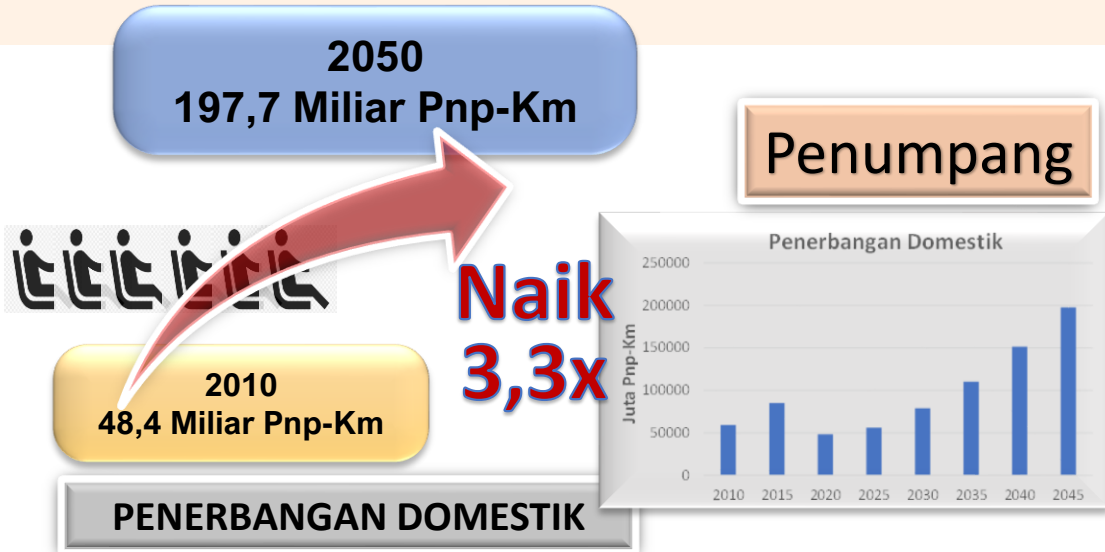 2050
197,7 Miliar Pnp-Km
Penumpang
Naik
3,3x
2010
48,4 Miliar Pnp-Km
PENERBANGAN DOMESTIK
Penerbangan Domestik
Juta Pnp-Km
250000
200000
150000
100000
50000
0
2010 2015 2020 2025 2030 2035 2040 2045